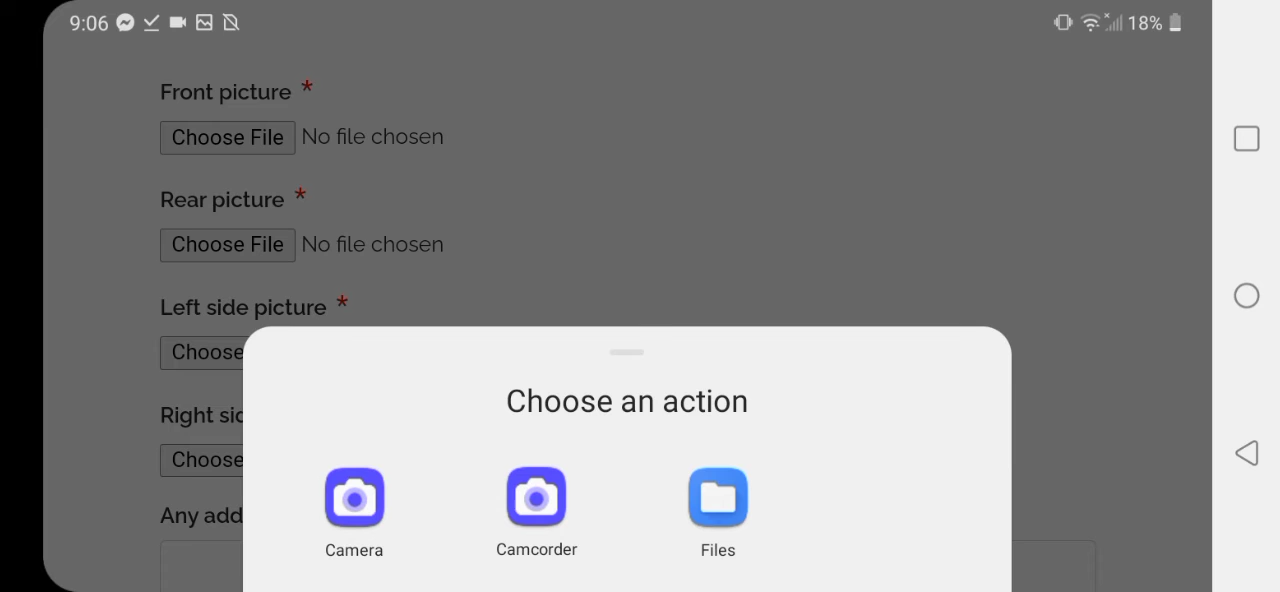 9:06 18%
Front picture *
Choose File No file chosen
Rear picture *
Choose File No file chosen
Left side picture *
Choose
Choose an action
Right sid
Choose
Any add
Camera Camcorder Files